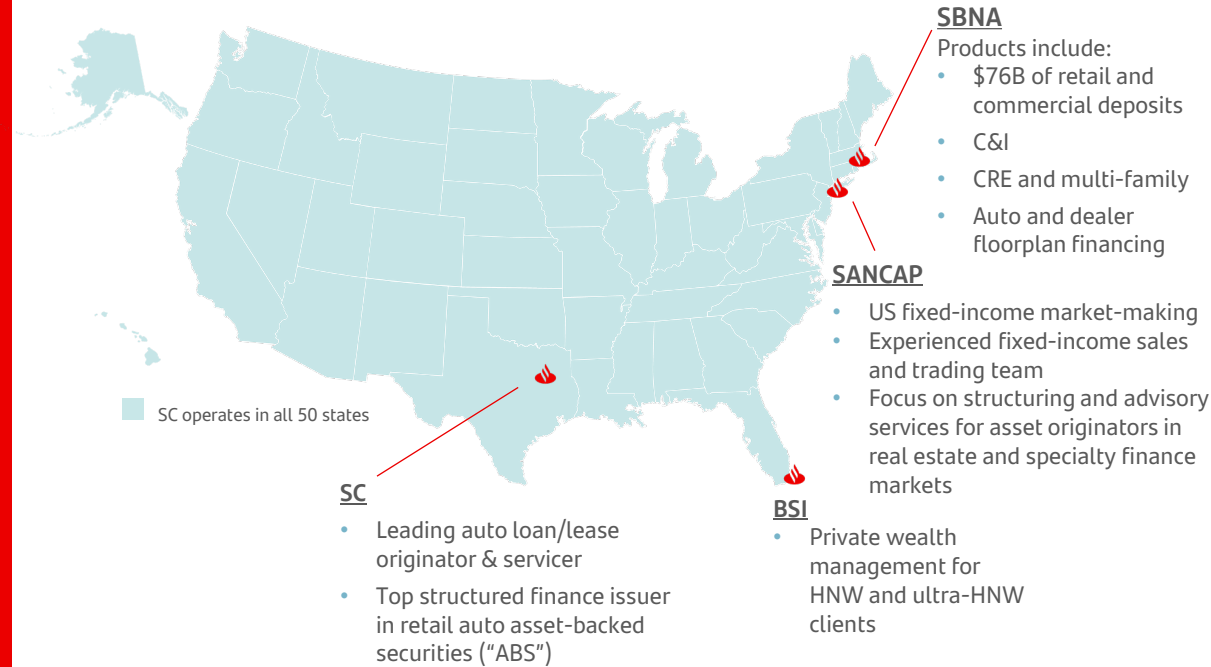 SBNA
Products include:
• $76B of retail and
commercial deposits
• C&I
• CRE and multi-family
• Auto and dealer
floorplan financing
SANCAP
• US fixed-income market-making
• Experienced fixed-income sales
and trading team
• Focus on structuring and advisory
services for asset originators in
real estate and specialty finance
markets
SC operates in all 50 states
SC
• Leading auto loan/lease
originator & servicer
• Top structured finance issuer
in retail auto asset-backed
securities (“ABS”)
BSI
• Private wealth
management for
HNW and ultra-HNW
clients